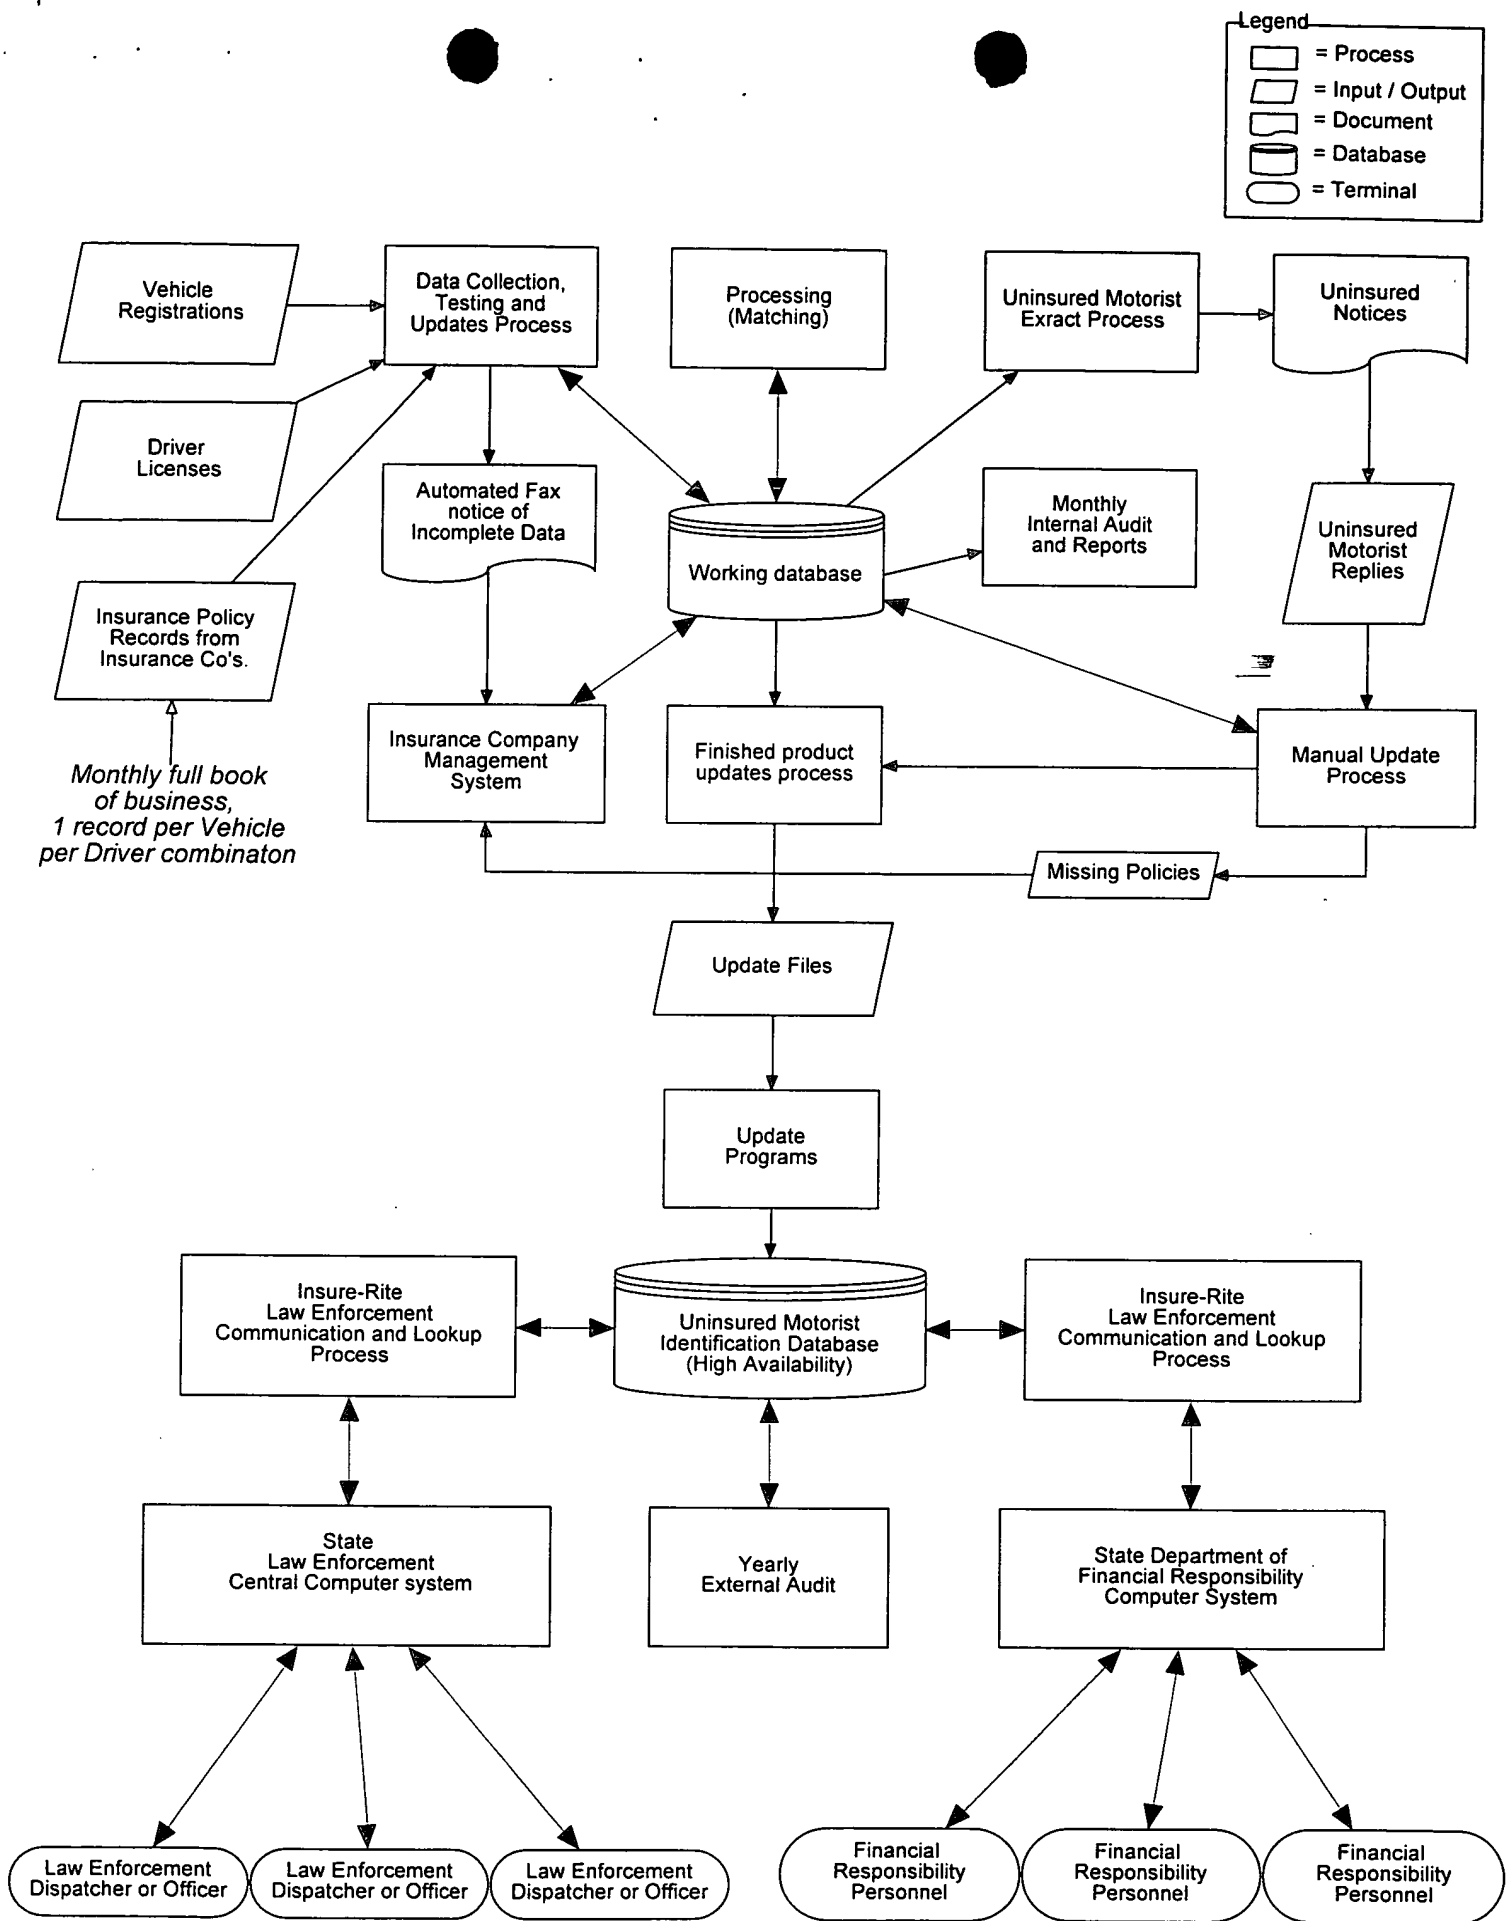 Legend
= Process
= Input / Output
= Document
= Database
= Terminal
Vehicle
Registrations
Data Collection,
Testing and
Updates Process
Processing
(Matching)
Uninsured Motorist
Exract Process
Uninsured
Notices
Driver
Licenses
Automated Fax
notice of
Incomplete Data
Working database
Monthly
Internal Audit
and Reports
Uninsured
Motorist
Replies
Insurance Policy
Records from
Insurance Co's.
Monthly full book
of business,
1 record per Vehicle
per Driver combinaton
Insurance Company
Management
System
Finished product
updates process
Manual Update
Process
Missing Policies
Update Files
Update
Programs
Insure-Rite
Law Enforcement
Communication and Lookup
Process
Uninsured Motorist
Identification Database
(High Availability)
Insure-Rite
Law Enforcement
Communication and Lookup
Process
State
Law Enforcement
Central Computer system
Yearly
External Audit
State Department of
Financial Responsibility
Computer System
Law Enforcement
Dispatcher or Officer
Law Enforcement
Dispatcher or Officer
Law Enforcement
Dispatcher or Officer
Financial
Responsibility
Personnel
Financial
Responsibility
Personnel
Financial
Responsibility
Personnel